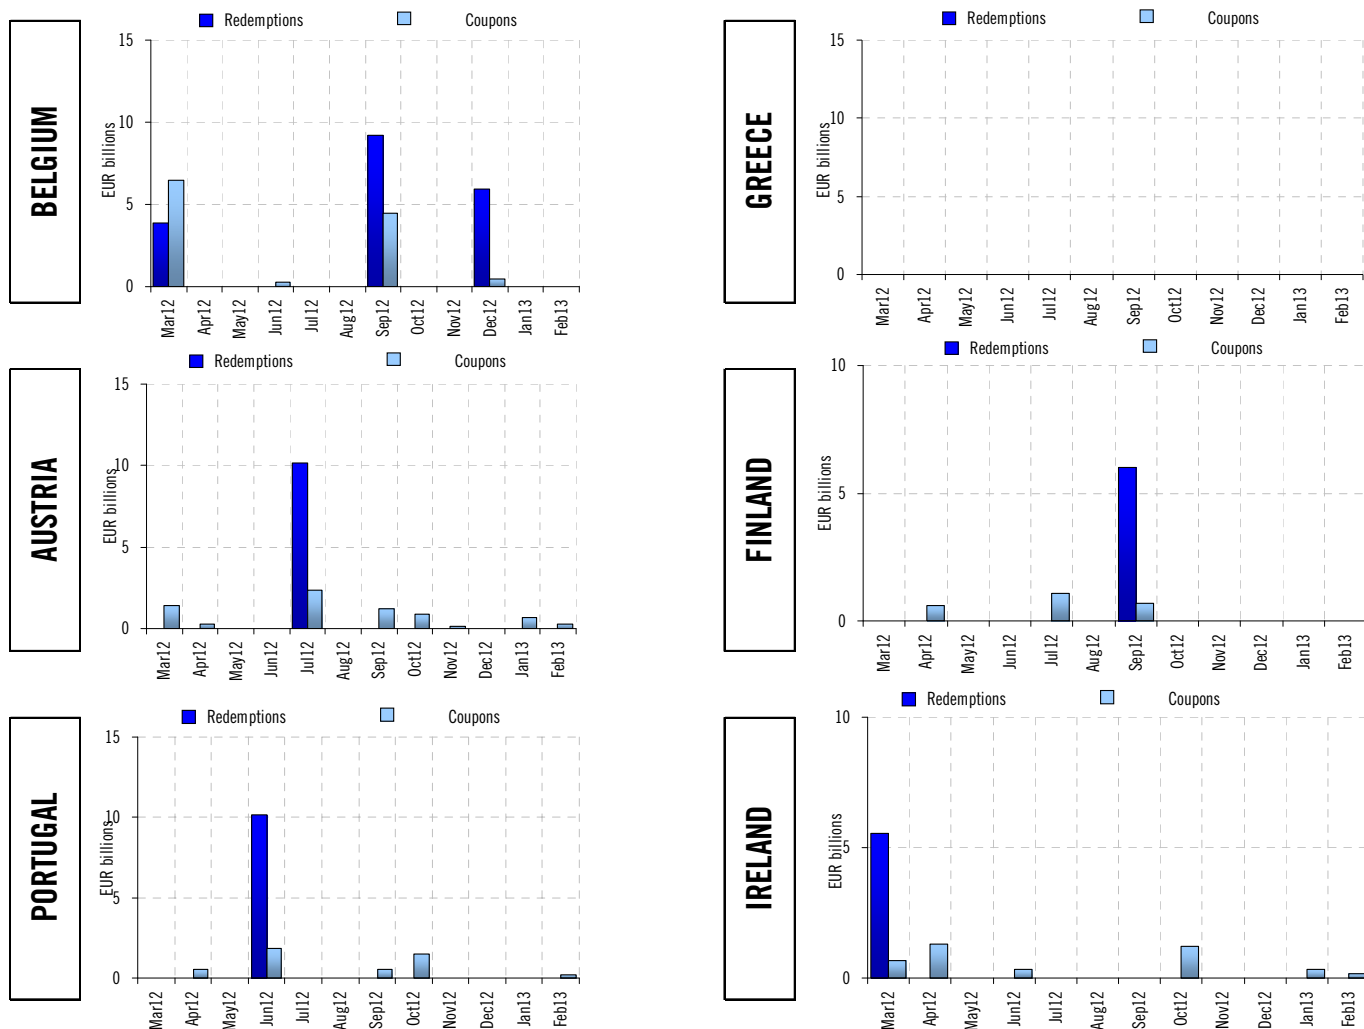 BELGIUM
Redemptions Coupons
EUR billions
15
10
5
0
Mar12 Apr12 May12 Jun12 Jul12 Aug12 Sep12 Oct12 Nov12 Dec12 Jan13 Feb13
GREECE
Redemptions Coupons
EUR billions
15
10
5
0
Mar12 Apr12 May12 Jun12 Jul12 Aug12 Sep12 Oct12 Nov12 Dec12 Jan13 Feb13
AUSTRIA
Redemptions Coupons
EUR billions
15
10
5
0
Mar12 Apr12 May12 Jun12 Jul12 Aug12 Sep12 Oct12 Nov12 Dec12 Jan13 Feb13
FINLAND
Redemptions Coupons
EUR billions
10
5
0
Mar12 Apr12 May12 Jun12 Jul12 Aug12 Sep12 Oct12 Nov12 Dec12 Jan13 Feb13
PORTUGAL
Redemptions Coupons
EUR billions
15
10
5
0
Mar12 Apr12 May12 Jun12 Jul12 Aug12 Sep12 Oct12 Nov12 Dec12 Jan13 Feb13
IRELAND
Redemptions Coupons
EUR billions
10
5
0
Mar12 Apr12 May12 Jun12 Jul12 Aug12 Sep12 Oct12 Nov12 Dec12 Jan13 Feb13